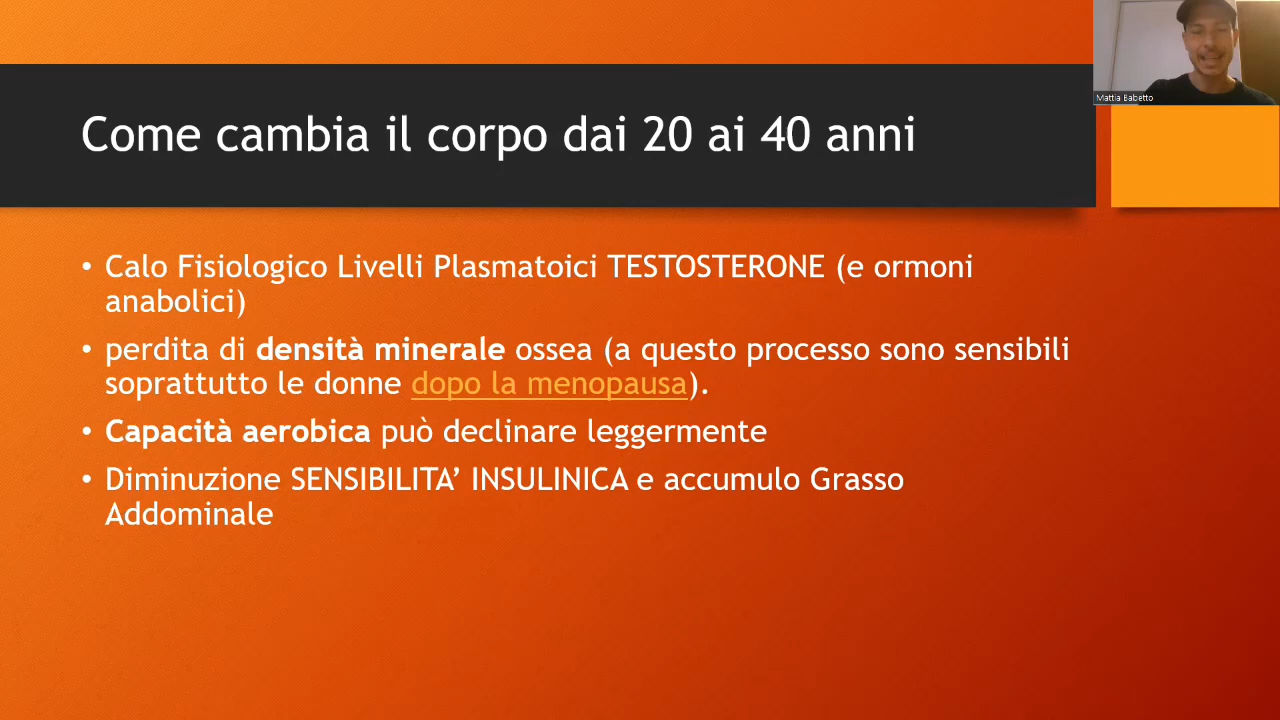 Mattia Babetto
Come cambia il corpo dai 20 ai 40 anni
• Calo Fisiologico Livelli Plasmatoici TESTOSTERONE (e ormoni
anabolici)
• perdita di densità minerale ossea (a questo processo sono sensibili
soprattutto le donne dopo la menopausa).
• Capacità aerobica può declinare leggermente
• Diminuzione SENSIBILITA’ INSULINICA e accumulo Grasso
Addominale